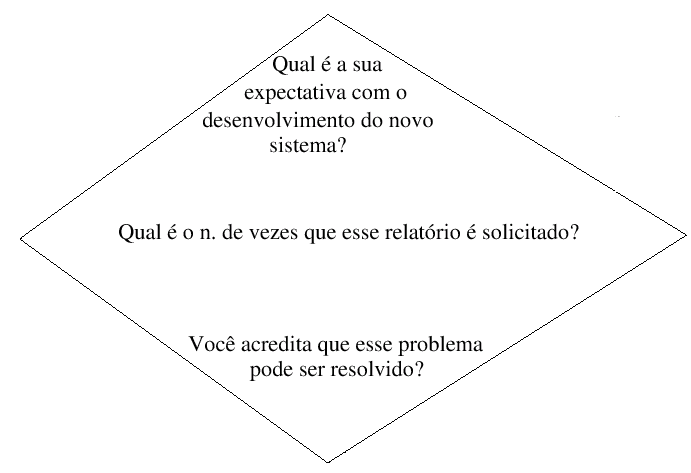 Qual é a sua
expectativa com o
desenvolvimento do novo
sistema?
Qual é o n. de vezes que esse relatório é solicitado?
Você acredita que esse problema
pode ser resolvido?